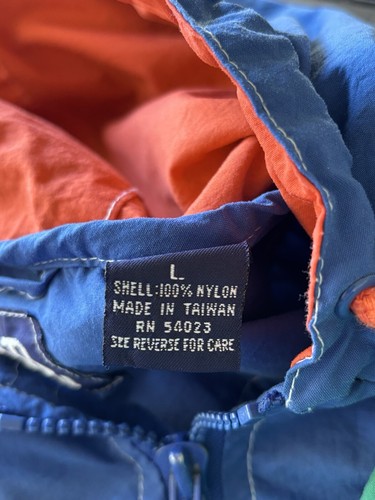 L
SHELL:100% NYLON
MADE IN TAIWAN
RN 54023
SEE REVERSE FOR CARE